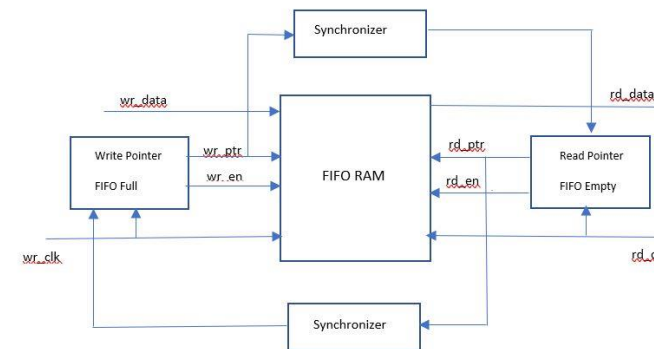 Synchronizer
wr_data
rd_data
Write Pointer
FIFO Full
wr_ptr
wr_en
FIFO RAM
rd_ptr
rd_en
Read Pointer
FIFO Empty
wr_clk
Synchronizer